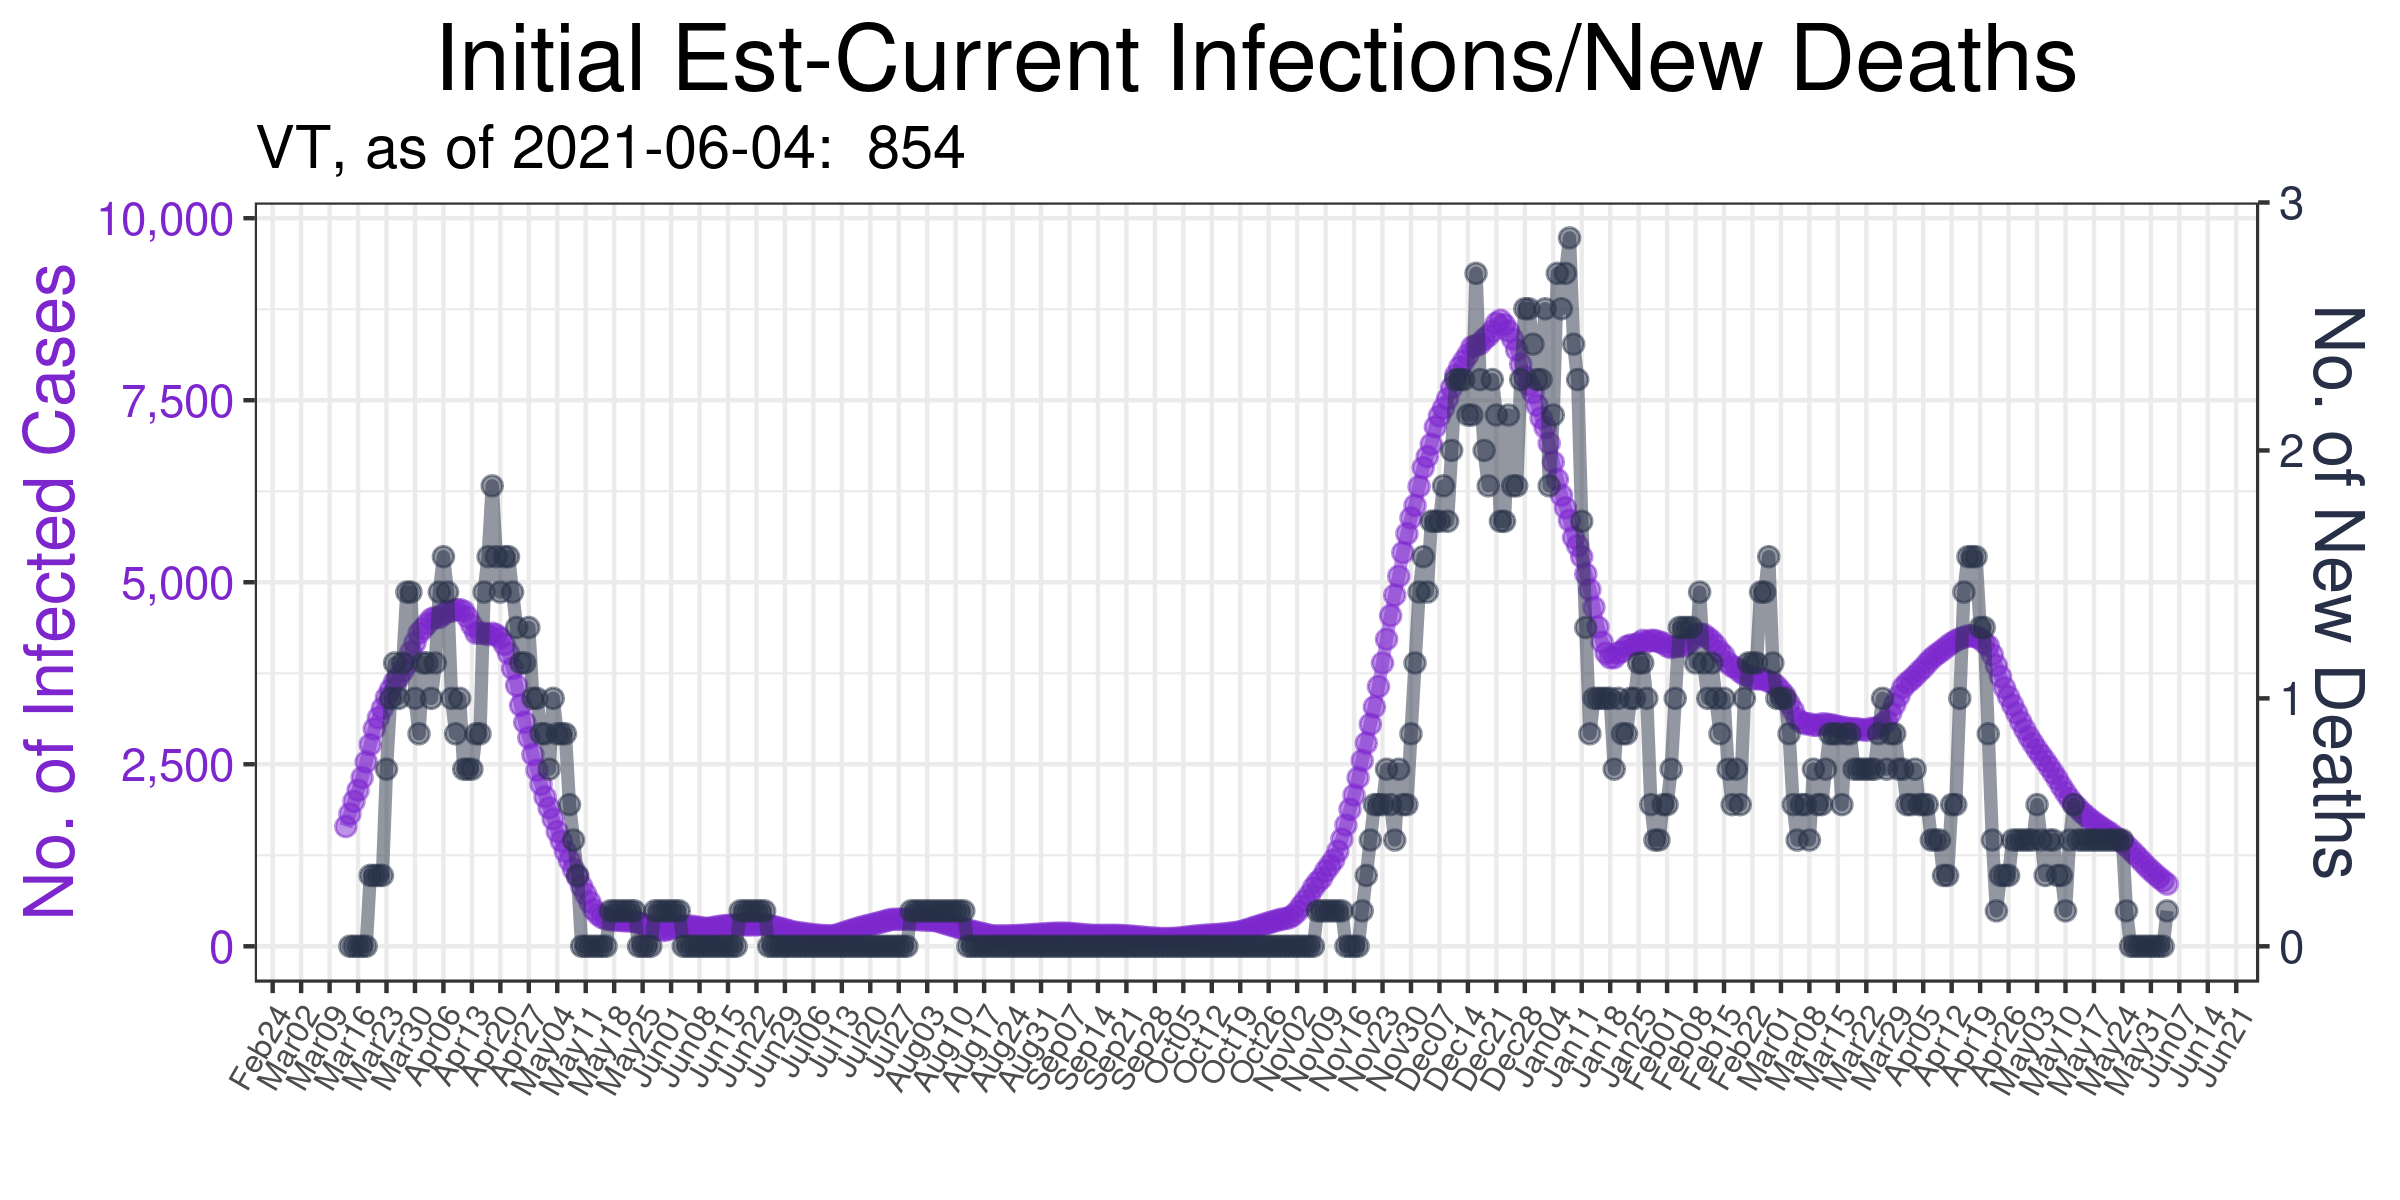 Initial Est-Current Infections/New Deaths
VT, as of 2021-06-04:  854
No. of Infected Cases
10,000
7,500
5,000
2,500
0
3
2
1
0
No. of New Deaths
Feb24
Mar02
Mar09
Mar16
Mar23
Mar30
Apr06
Apr13
Apr20
Apr27
May04
May11
May18
May25
Jun01
Jun08
Jun15
Jun22
Jun29
Jul06
Jul13
Jul20
Jul27
Aug03
Aug10
Aug17
Aug24
Aug31
Sep07
Sep14
Sep21
Sep28
Oct05
Oct12
Oct19
Oct26
Nov02
Nov09
Nov16
Nov23
Nov30
Dec07
Dec14
Dec21
Dec28
Jan04
Jan11
Jan18
Jan25
Feb01
Feb08
Feb15
Feb22
Mar01
Mar08
Mar15
Mar22
Mar29
Apr05
Apr12
Apr19
Apr26
May03
May10
May17
May24
May31
Jun07
Jun14
Jun21